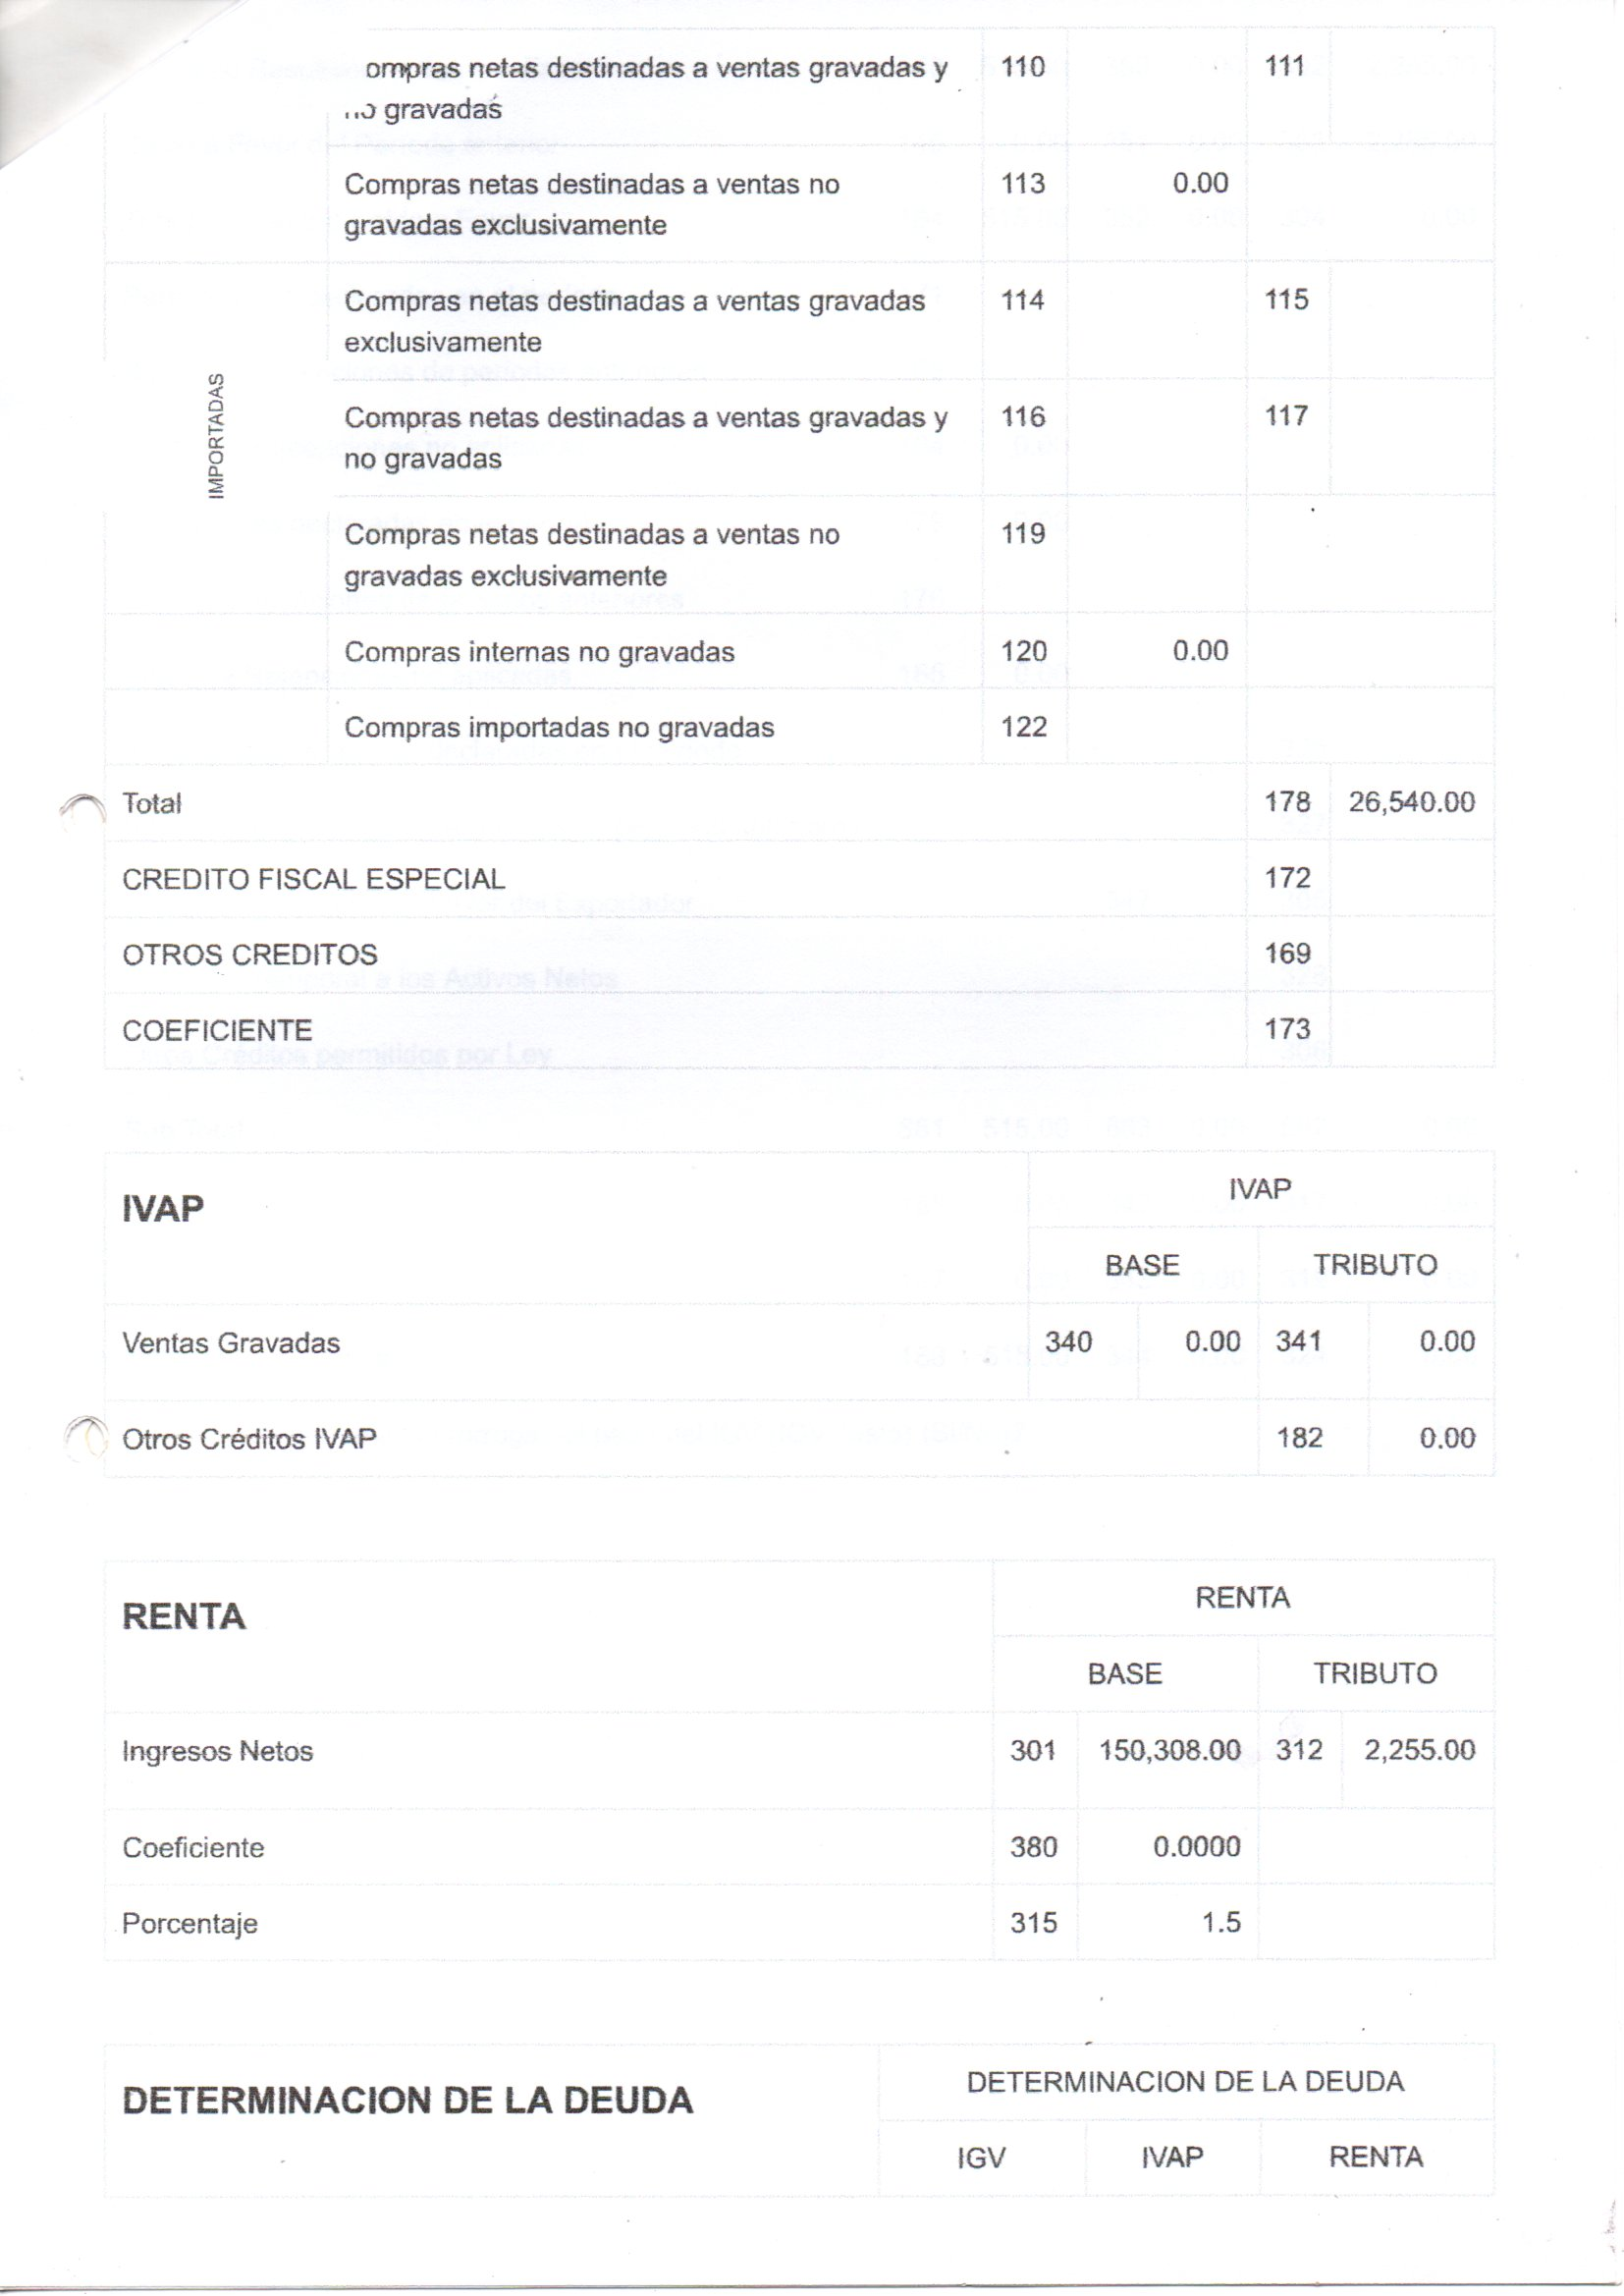 ompras netas destinadas a ventas gravadas y 110 111
no gravadas
Compras netas destinadas a ventas no 113 0.00
gravadas exclusivamente
Compras netas destinadas a ventas gravadas 114 115
exclusivamente
IMPORTADAS
Compras netas destinadas a ventas gravadas y 116 117
no gravadas
Compras netas destinadas a ventas no 119
gravadas exclusivamente
Compras internas no gravadas 120 0.00
Compras importadas no gravadas 122
Total 178 26,540.00
CREDITO FISCAL ESPECIAL 172
OTROS CREDITOS 169
COEFICIENTE 173
IVAP
IVAP
BASE TRIBUTO
Ventas Gravadas 340 0.00 341 0.00
Otros Créditos IVAP 182 0.00
RENTA
RENTA
BASE TRIBUTO
Ingresos Netos 301 150,308.00 312 2,255.00
Coeficiente 380 0.0000
Porcentaje 315 1.5
DETERMINACION DE LA DEUDA
DETERMINACION DE LA DEUDA
IGV IVAP RENTA